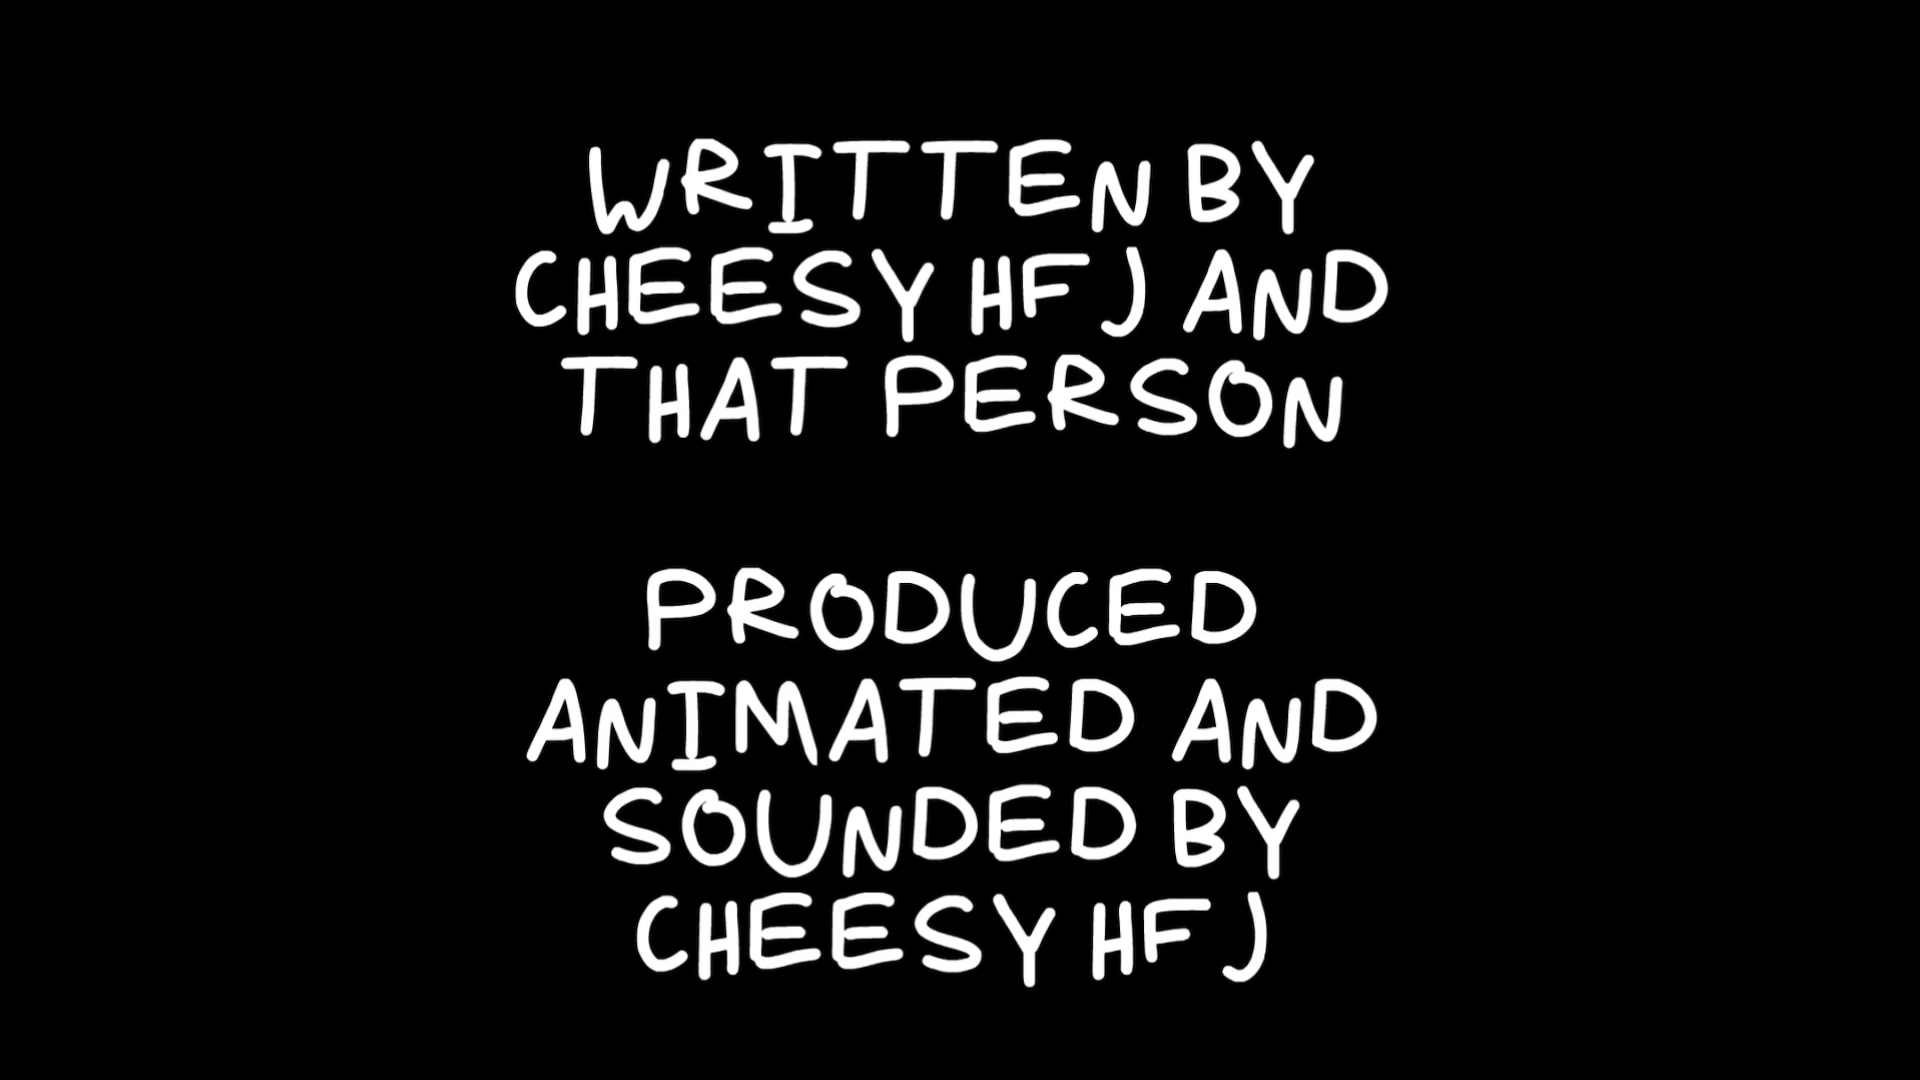 WRITTEN BY
CHEESY HFJ AND
THAT PERSON
PRODUCED
ANIMATED AND
SOUNDED BY
CHEESY HFJ